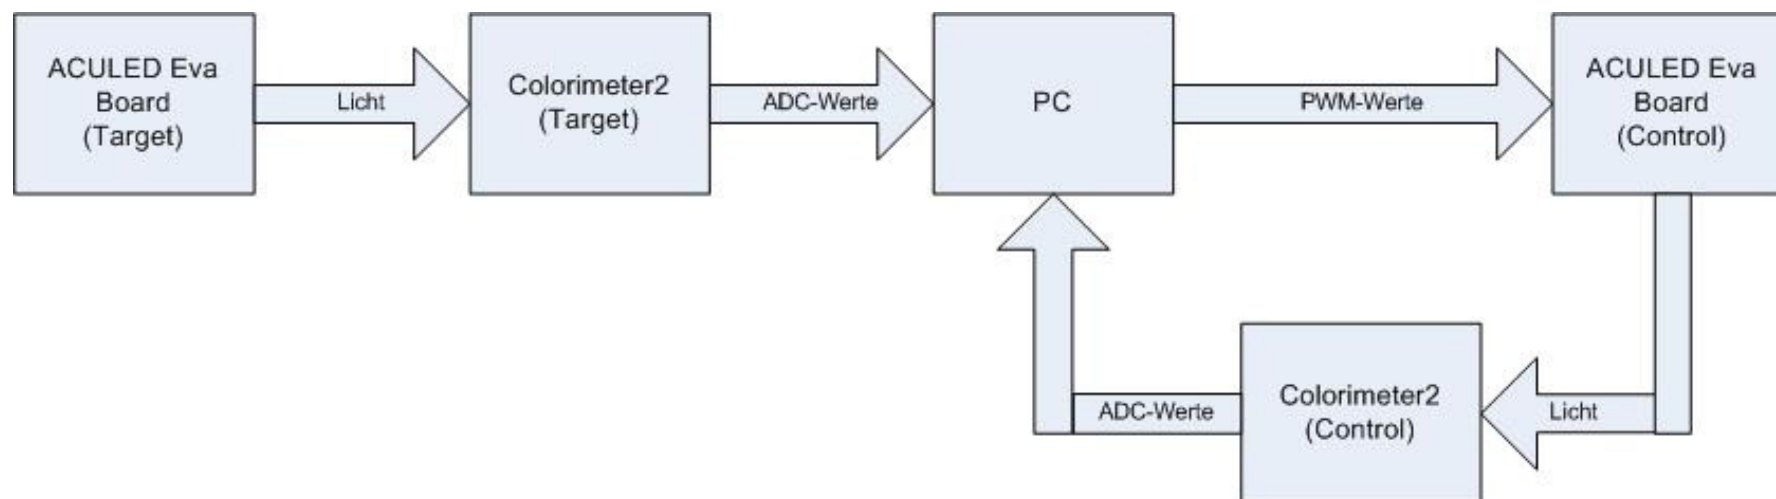 ACULED Eva
Board
(Target)
Licht
Colorimeter2
(Target)
ADC-Werte
PC
PWM-Werte
ACULED Eva
Board
(Control)
ADC-Werte
Colorimeter2
(Control)
Licht